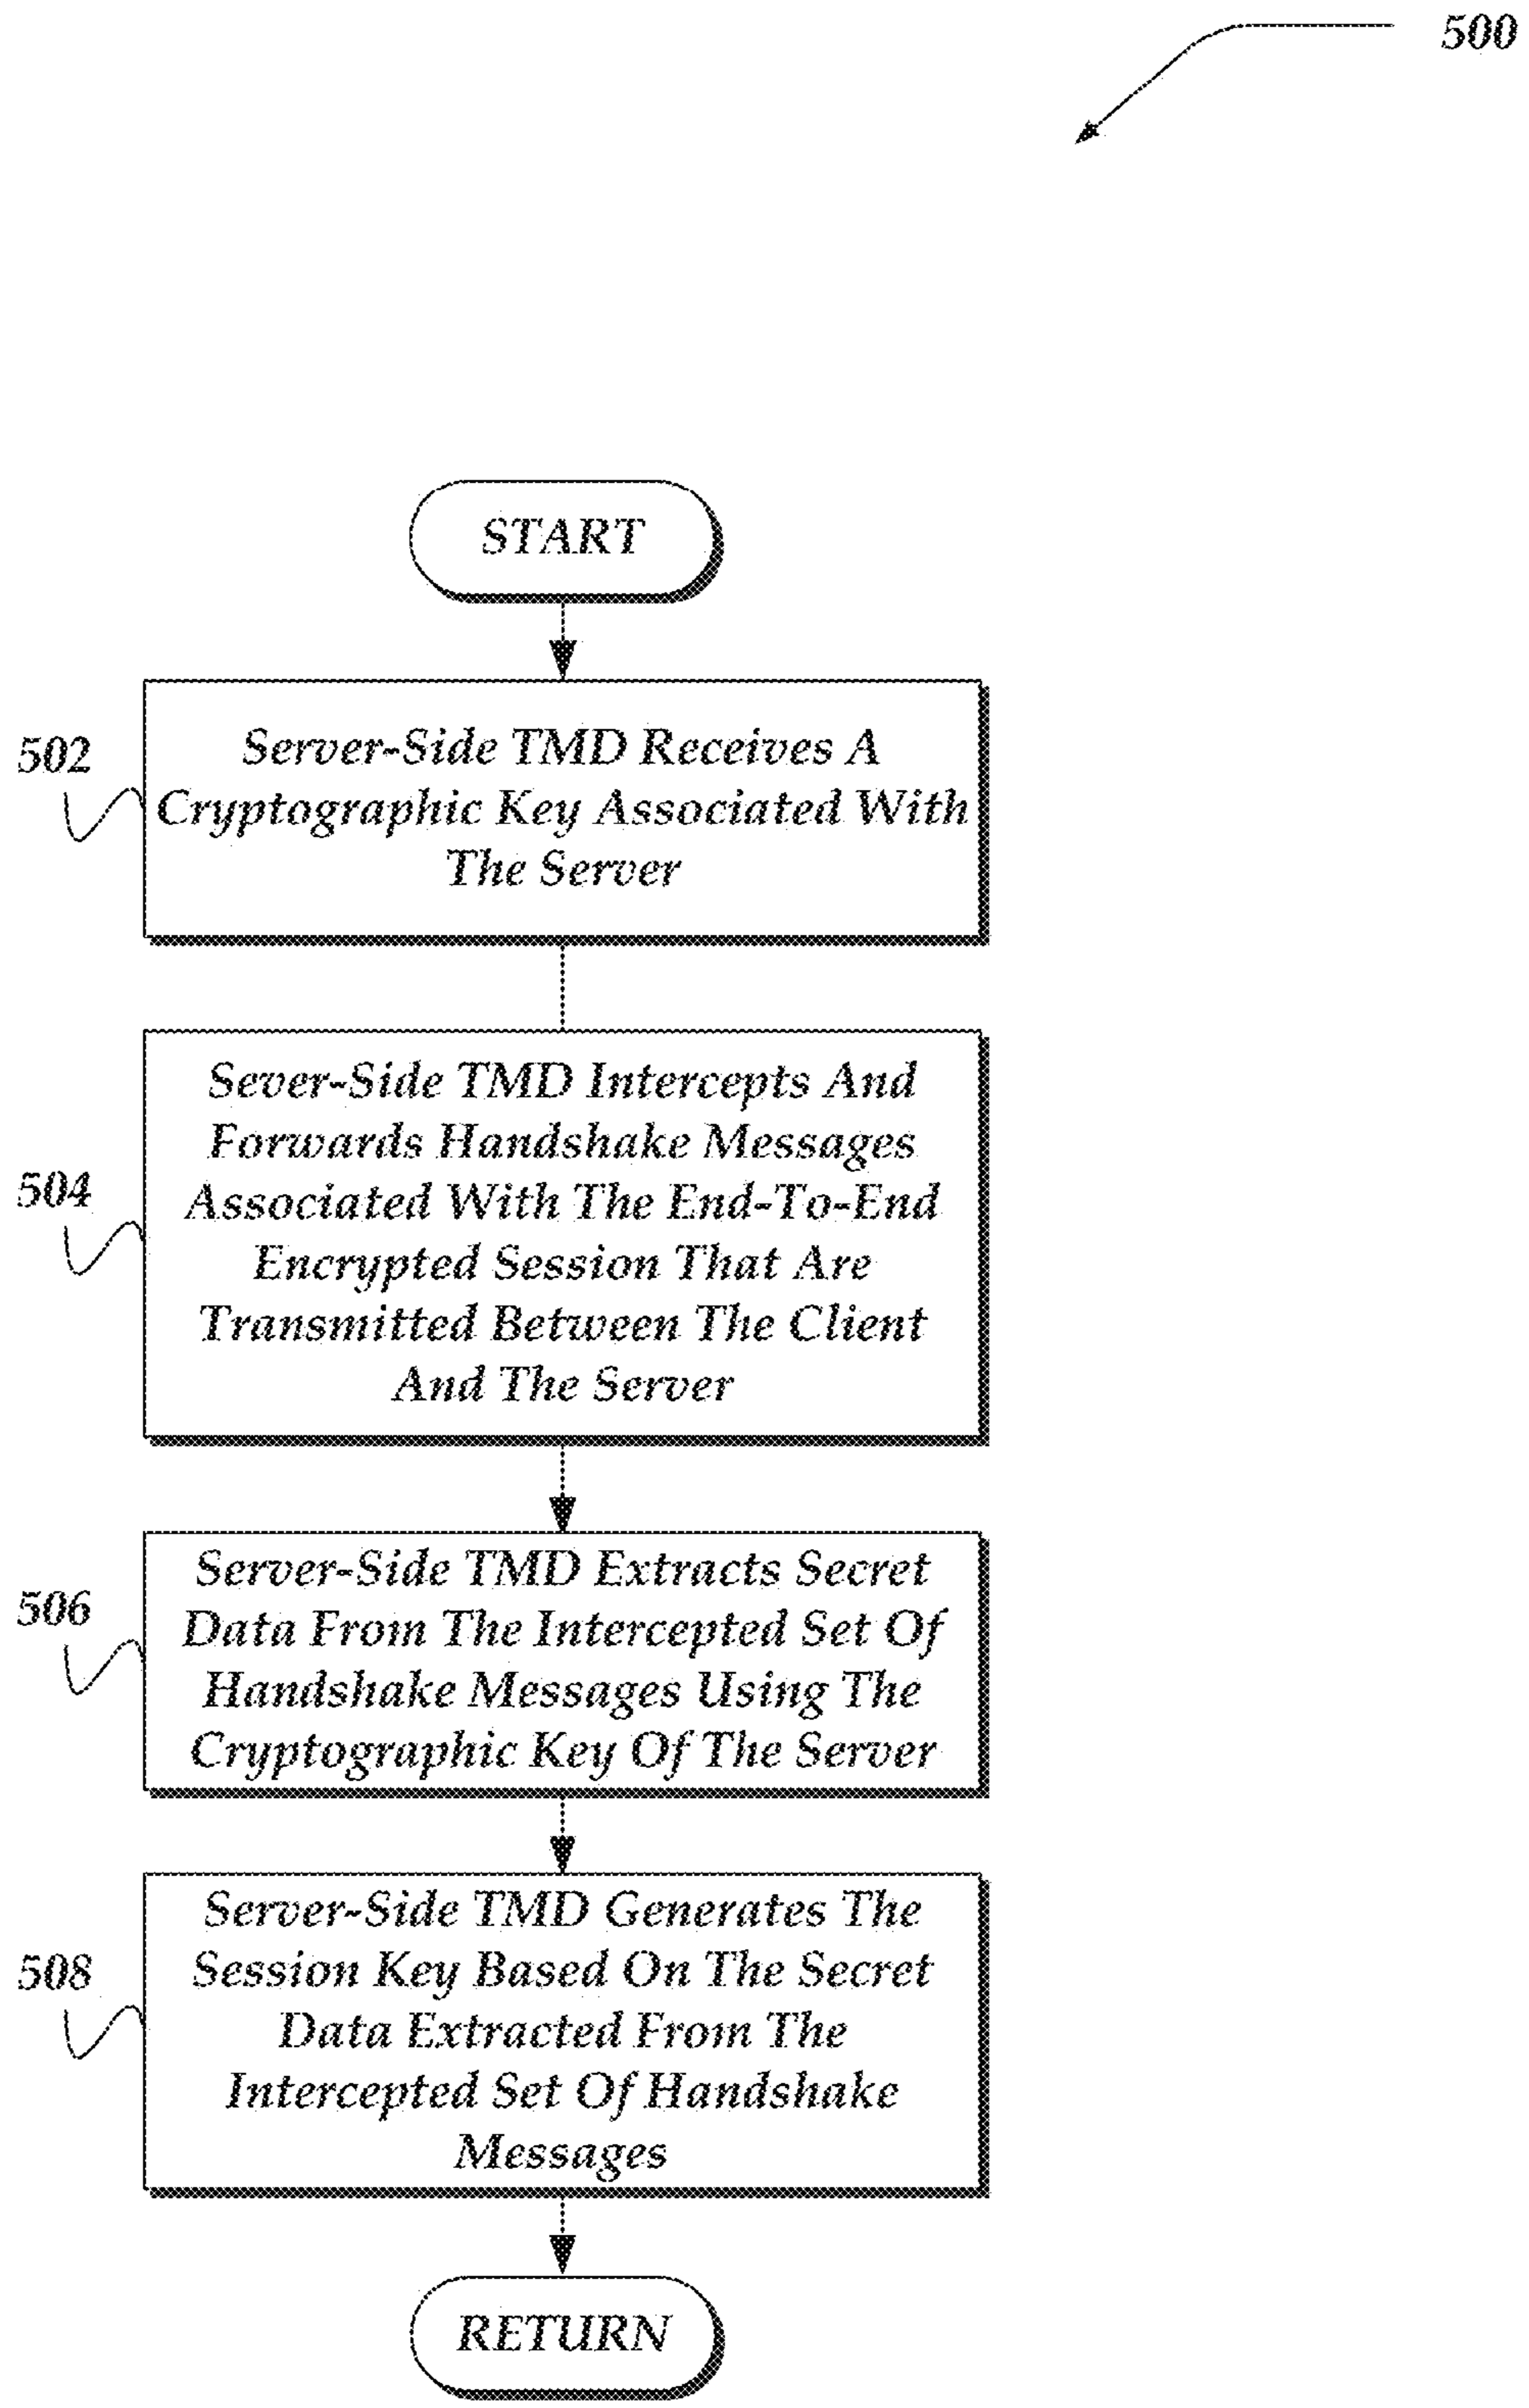 500
START
502
Server-Side TMD Receives A
Cryptographic Key Associated With
The Server
504
Sever-Side TMD Intercepts And
Forwards Handshake Messages
Associated With The End-To-End
Encrypted Session That Are
Transmitted Between The Client
And The Server
506
Server-Side TMD Extracts Secret
Data From The Intercepted Set Of
Handshake Messages Using The
Cryptographic Key Of The Server
508
Server-Side TMD Generates The
Session Key Based On The Secret
Data Extracted From The
Intercepted Set Of Handshake
Messages
RETURN